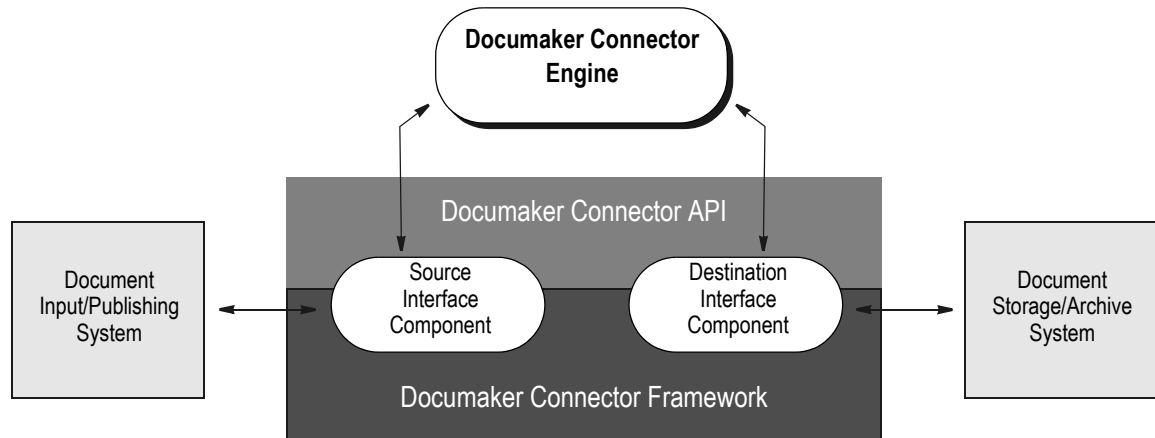 Documaker Connector
Engine
Documaker Connector API
Document
Input/Publishing
System
Source
Interface
Component
Destination
Interface
Component
Document
Storage/Archive
System
Documaker Connector Framework